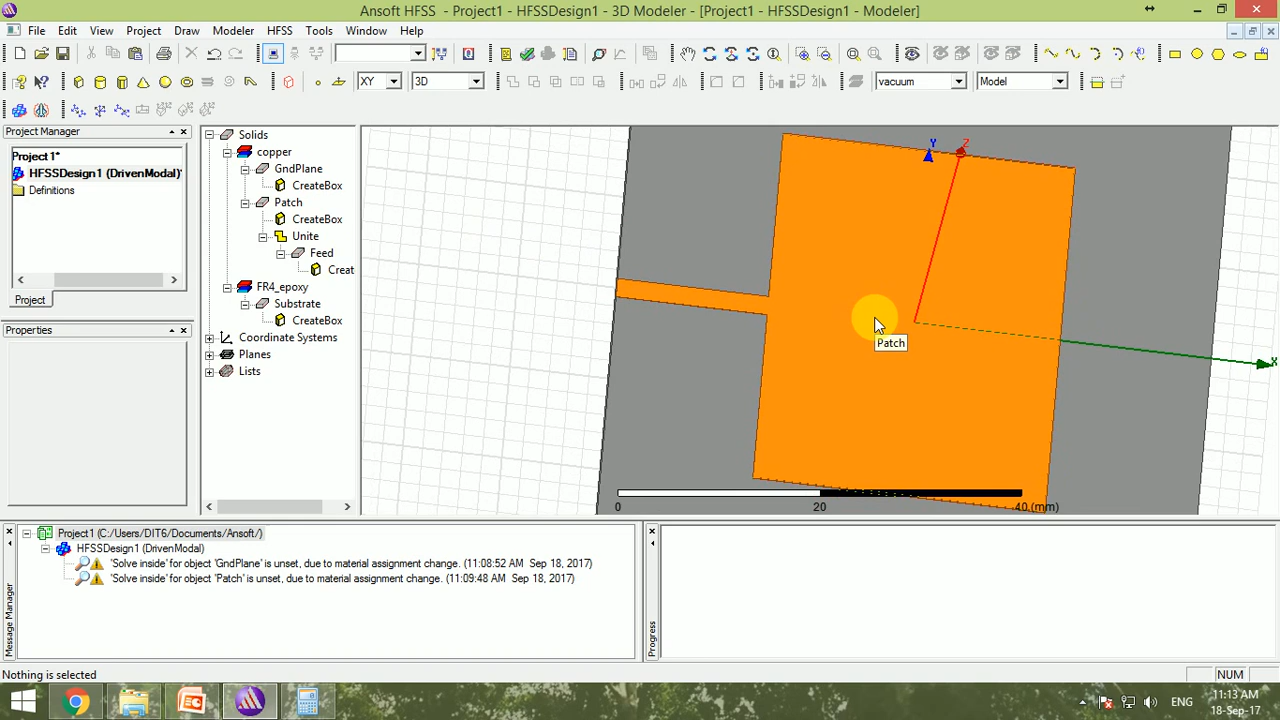 Ansoft HFSS - Project1 - HFSSDesign1 - 3D Modeler - [Project1 - HFSSDesign1 - Modeler]
File Edit View Project Draw Modeler HFSS Tools Window Help
XY 3D vacuum Model
Project Manager
Project1*
HFSSDesign1 (DrivenModal)*
Definitions
Project
Properties
Solids
copper
GndPlane
CreateBox
Patch
CreateBox
Unite
Feed
Creat
FR4_epoxy
Substrate
CreateBox
Coordinate Systems
Planes
Lists
Y Z
X
Patch
0 20 40 (mm)
Message Manager
Project1 (C:/Users/DIT6/Documents/Ansoft/)
HFSSDesign1 (DrivenModal)
'Solve inside' for object 'GndPlane' is unset, due to material assignment change. (11:08:52 AM Sep 18, 2017)
'Solve inside' for object 'Patch' is unset, due to material assignment change. (11:09:48 AM Sep 18, 2017)
Progress
Nothing is selected
NUM
ENG
11:13 AM
18-Sep-17